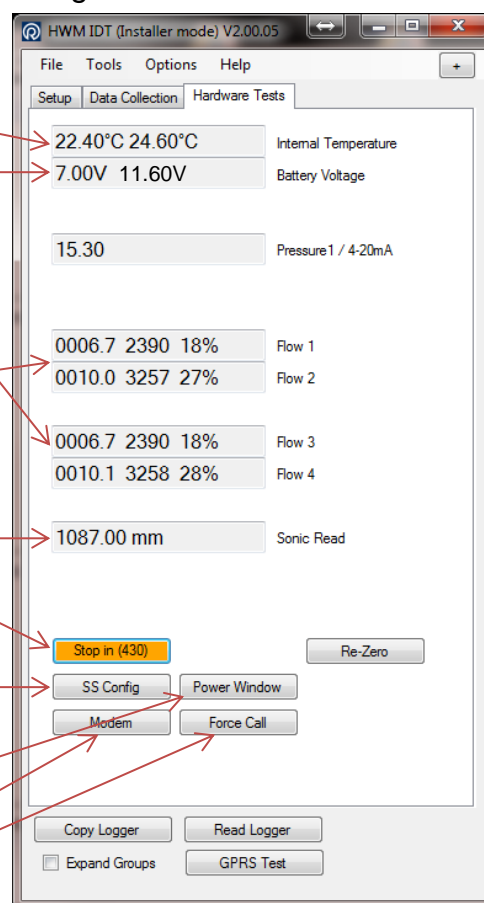 HWM IDT (Installer mode) V2.00.05
File Tools Options Help +
Setup Data Collection Hardware Tests
22.40°C 24.60°C Internal Temperature
7.00V 11.60V Battery Voltage
15.30 Pressure1 / 4-20mA
0006.7 2390 18% Flow 1
0010.0 3257 27% Flow 2
0006.7 2390 18% Flow 3
0010.1 3258 28% Flow 4
1087.00 mm Sonic Read
Stop in (430) Re-Zero
SS Config Power Window
Modem Force Call
Copy Logger Read Logger
Expand Groups GPRS Test